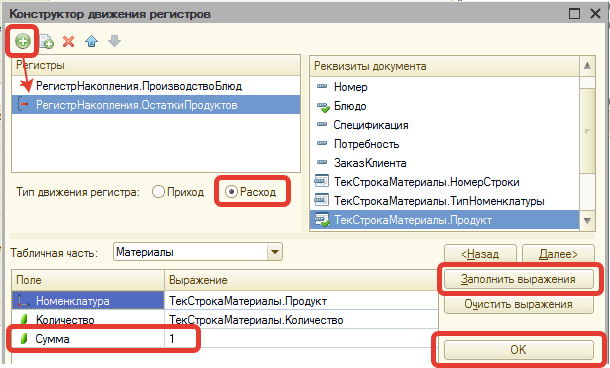 Конструктор движения регистров
Регистры
РегистрНакопления.ПроизводствоБлюд
РегистрНакопления.ОстаткиПродуктов
Тип движения регистра: Приход Расход
Реквизиты документа
Номер
Блюдо
Спецификация
Потребность
ЗаказКлиента
ТекСтрокаМатериалы.НомерСтроки
ТекСтрокаМатериалы.ТипНоменклатуры
ТекСтрокаМатериалы.Продукт
Табличная часть: Материалы
<Назад Далее>
Поле Выражение
Номенклатура ТекСтрокаМатериалы.Продукт
Количество ТекСтрокаМатериалы.Количество
Сумма 1
Заполнить выражения
Очистить выражения
OK